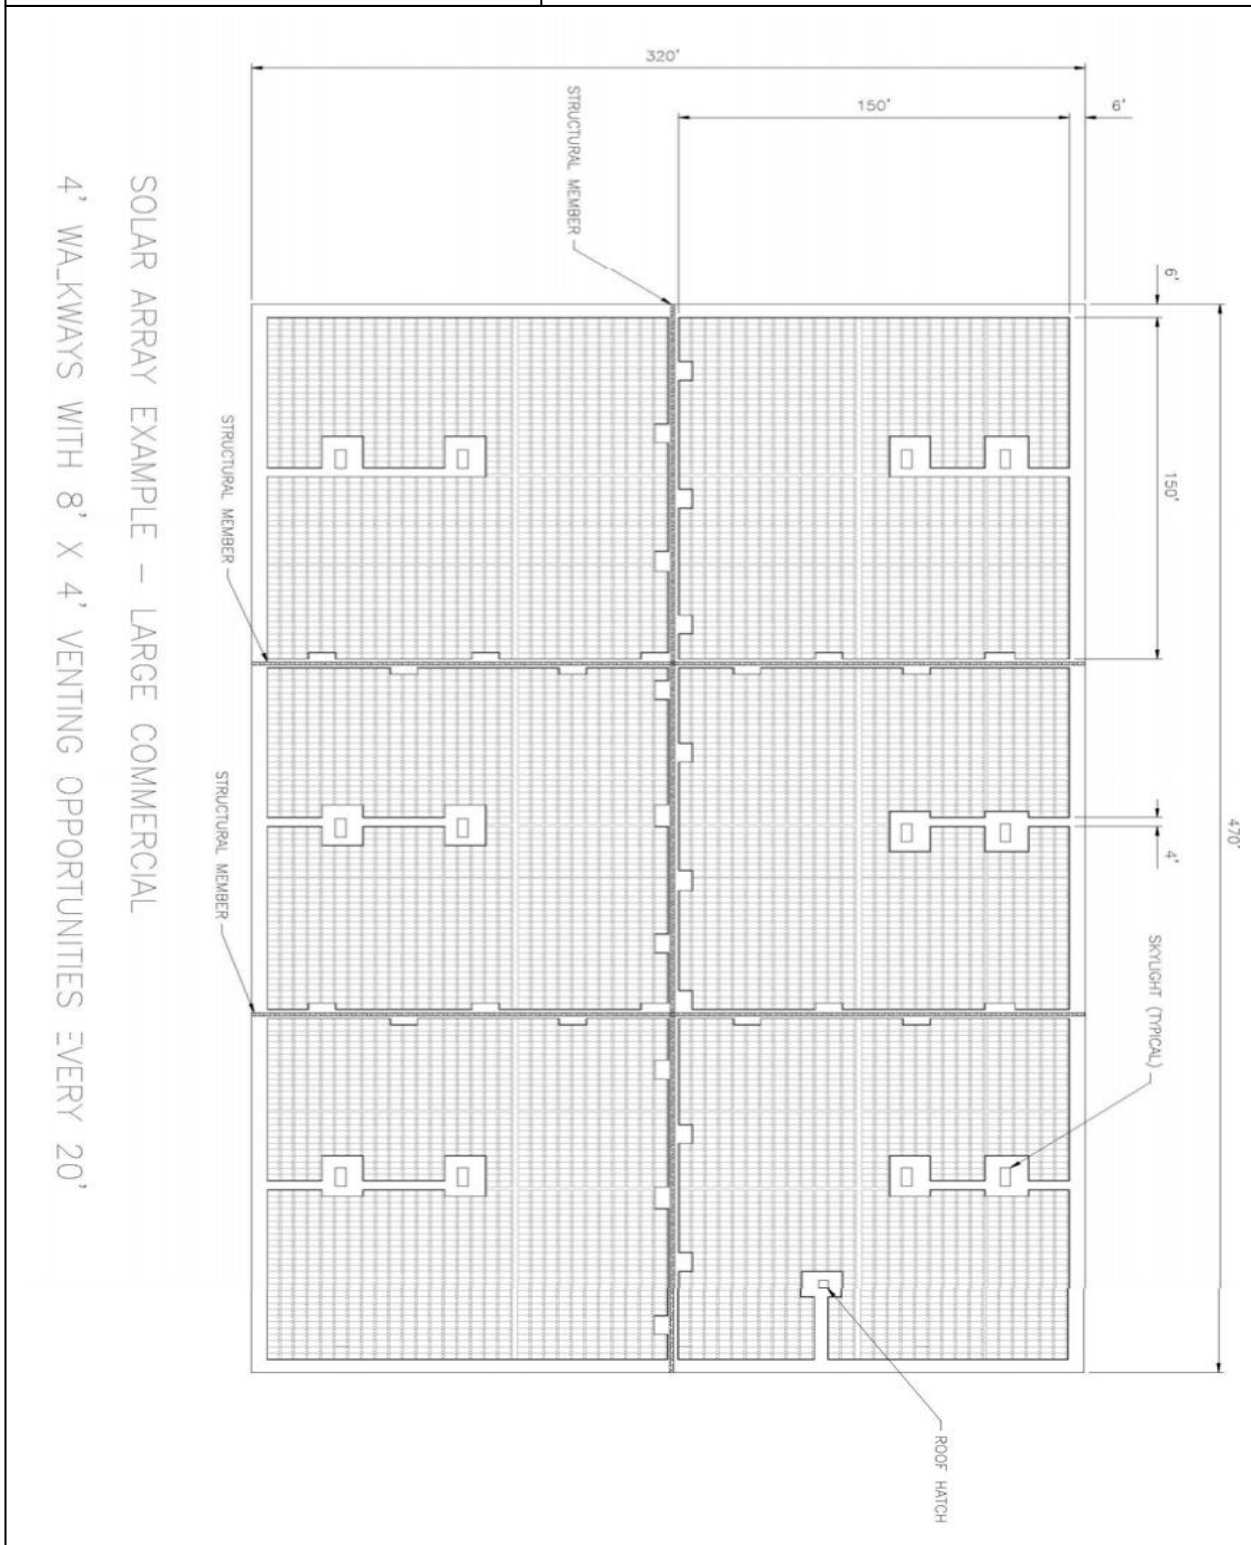 320'
150'
6'
STRUCTURAL MEMBER
6'
150'
470'
STRUCTURAL MEMBER
4'
STRUCTURAL MEMBER
SKYLIGHT (TYPICAL)
ROOF HATCH
SOLAR ARRAY EXAMPLE – LARGE COMMERCIAL
4' WA_KWAYS WITH 8' X 4' VENTING OPPORTUNITIES EVERY 20'